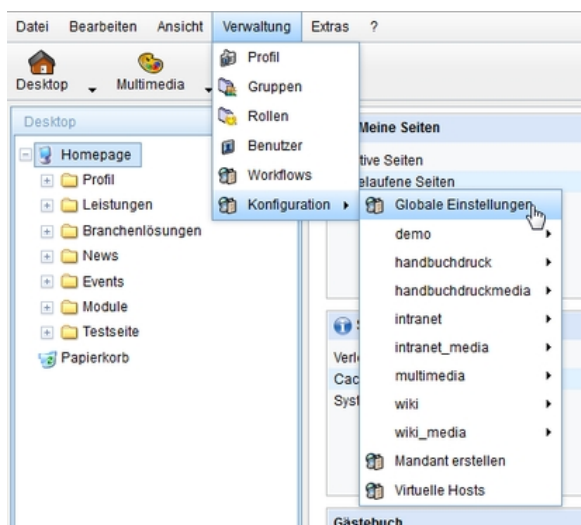 Datei Bearbeiten Ansicht Verwaltung Extras ?
Desktop Multimedia
Profil
Gruppen
Rollen
Benutzer
Workflows
Konfiguration
Desktop
Homepage
Profil
Leistungen
Branchenlösungen
News
Events
Module
Testseite
Papierkorb
Meine Seiten
tive Seiten
elaufene Seiten
Globale Einstellungen
demo
handbuchdruck
handbuchdruckmedia
intranet
intranet_media
multimedia
wiki
wiki_media
Mandant erstellen
Virtuelle Hosts
S
Verl
Cac
Syst
Gästebuch